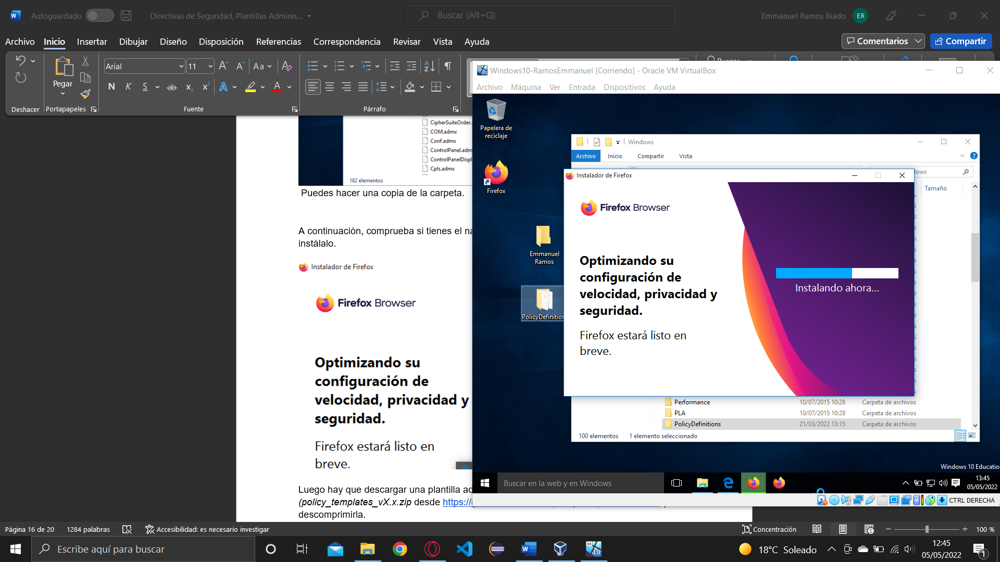 Autoguardado
Directivas de Seguridad, Plantillas Adminis...
Buscar (Alt+Q)
Emmanuel Ramos Biado
ER
Archivo
Inicio
Insertar
Dibujar
Diseño
Disposición
Referencias
Correspondencia
Revisar
Vista
Ayuda
Comentarios
Compartir
Pegar
Arial
11
Aa
N K S ab x₂ x² A A
Deshacer
Portapapeles
Fuente
Párrafo
CipherSuiteOrder.
COM.admx
Conf.admx
ControlPanel.adm
ControlPanelDispl
Cpls.admx
182 elementos
Puedes hacer una copia de la carpeta.
A continuación, comprueba si tienes el na
instálalo.
Instalador de Firefox
Firefox Browser
Optimizando su
configuración de
velocidad, privacidad y
seguridad.
Firefox estará listo en
breve.
Luego hay que descargar una plantilla ad
(policy_templates_vX.x.zip desde https://g
descomprimirla.
Windows10-RamosEmmanuel [Corriendo] - Oracle VM VirtualBox
Archivo Máquina Ver Entrada Dispositivos Ayuda
Papelera de
reciclaje
Firefox
Emmanuel
Ramos
PolicyDefinition
Windows
Archivo
Inicio
Compartir
Vista
ows
Tamaño
Instalador de Firefox
Firefox Browser
Optimizando su
configuración de
velocidad, privacidad y
seguridad.
Firefox estará listo en
breve.
Instalando ahora...
Performance 10/07/2015 10:28 Carpeta de archivos
PLA 10/07/2015 10:28 Carpeta de archivos
PolicyDefinitions 21/03/2022 13:15 Carpeta de archivos
100 elementos 1 elemento seleccionado
Windows 10 Educatio
Buscar en la web y en Windows
13:45
05/05/2022
CTRL DERECHA
Página 16 de 20
1284 palabras
Accesibilidad: es necesario investigar
Concentración
100 %
Escribe aquí para buscar
18°C Soleado
12:45
05/05/2022
1